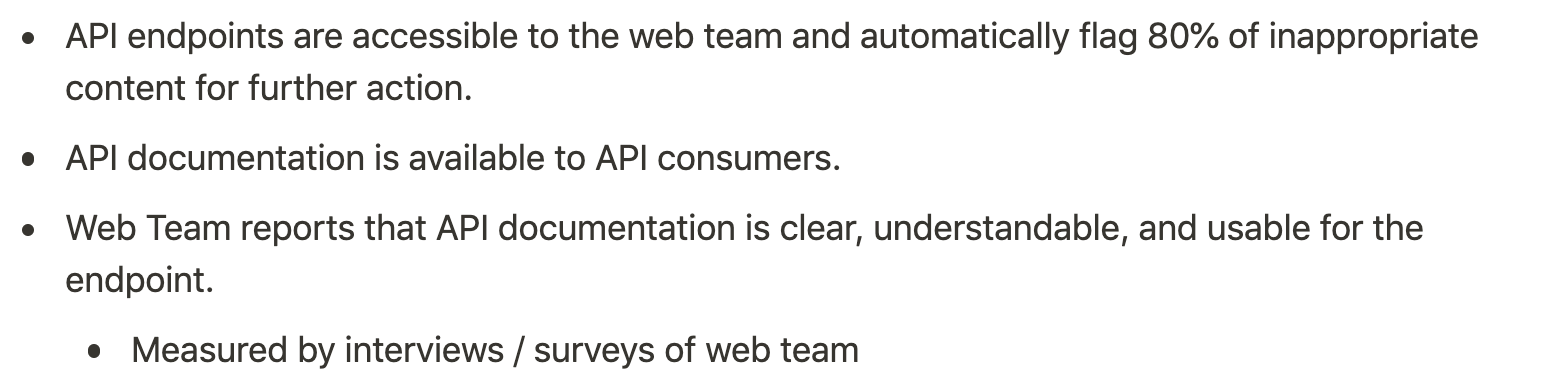 • API endpoints are accessible to the web team and automatically flag 80% of inappropriate
content for further action.
• API documentation is available to API consumers.
• Web Team reports that API documentation is clear, understandable, and usable for the
endpoint.
• Measured by interviews / surveys of web team